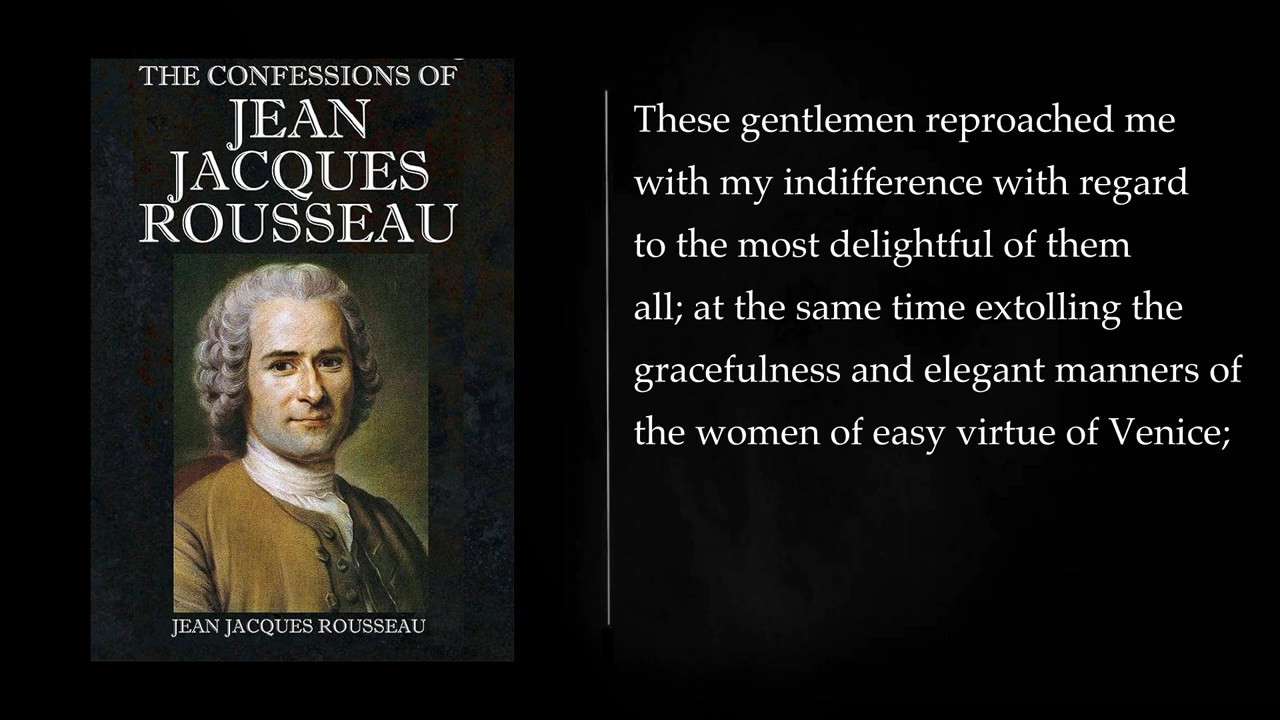 THE CONFESSIONS OF
JEAN
JACQUES
ROUSSEAU
JEAN JACQUES ROUSSEAU
These gentlemen reproached me
with my indifference with regard
to the most delightful of them
all; at the same time extolling the
gracefulness and elegant manners of
the women of easy virtue of Venice;